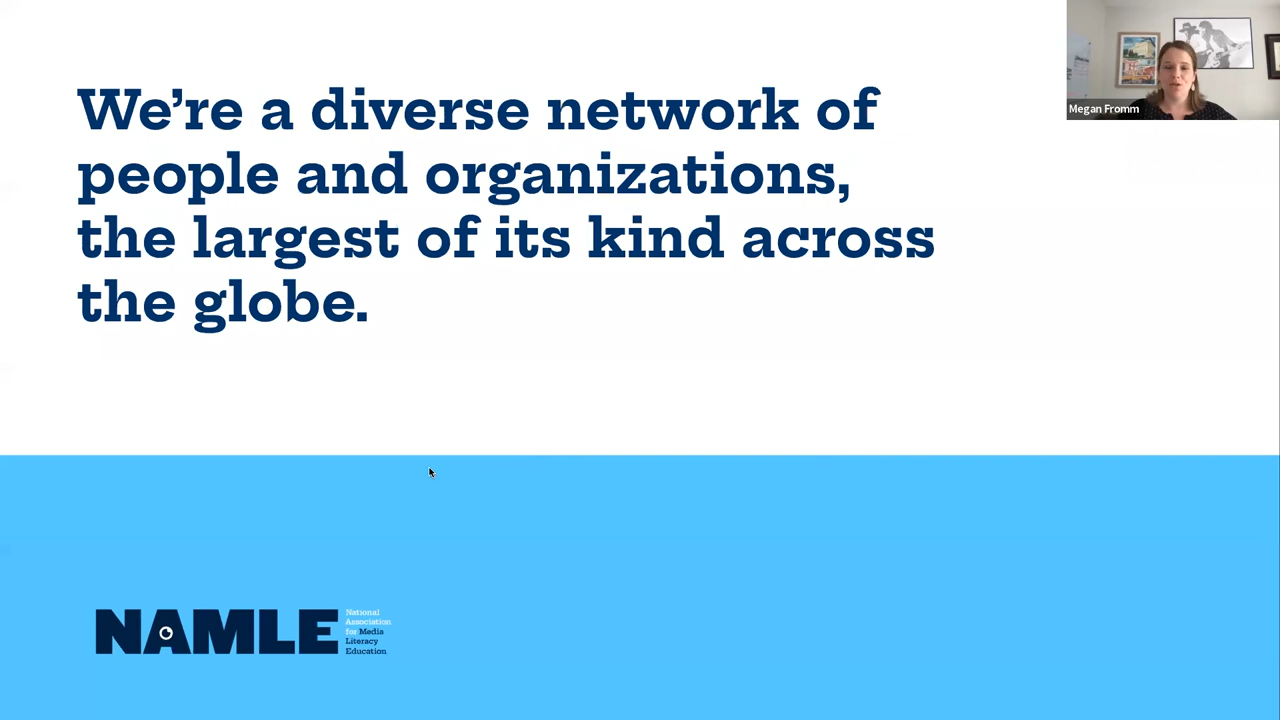 We're a diverse network of
people and organizations,
the largest of its kind across
the globe.
Megan Fromm
NAMLE
National
Association
for Media
Literacy
Education